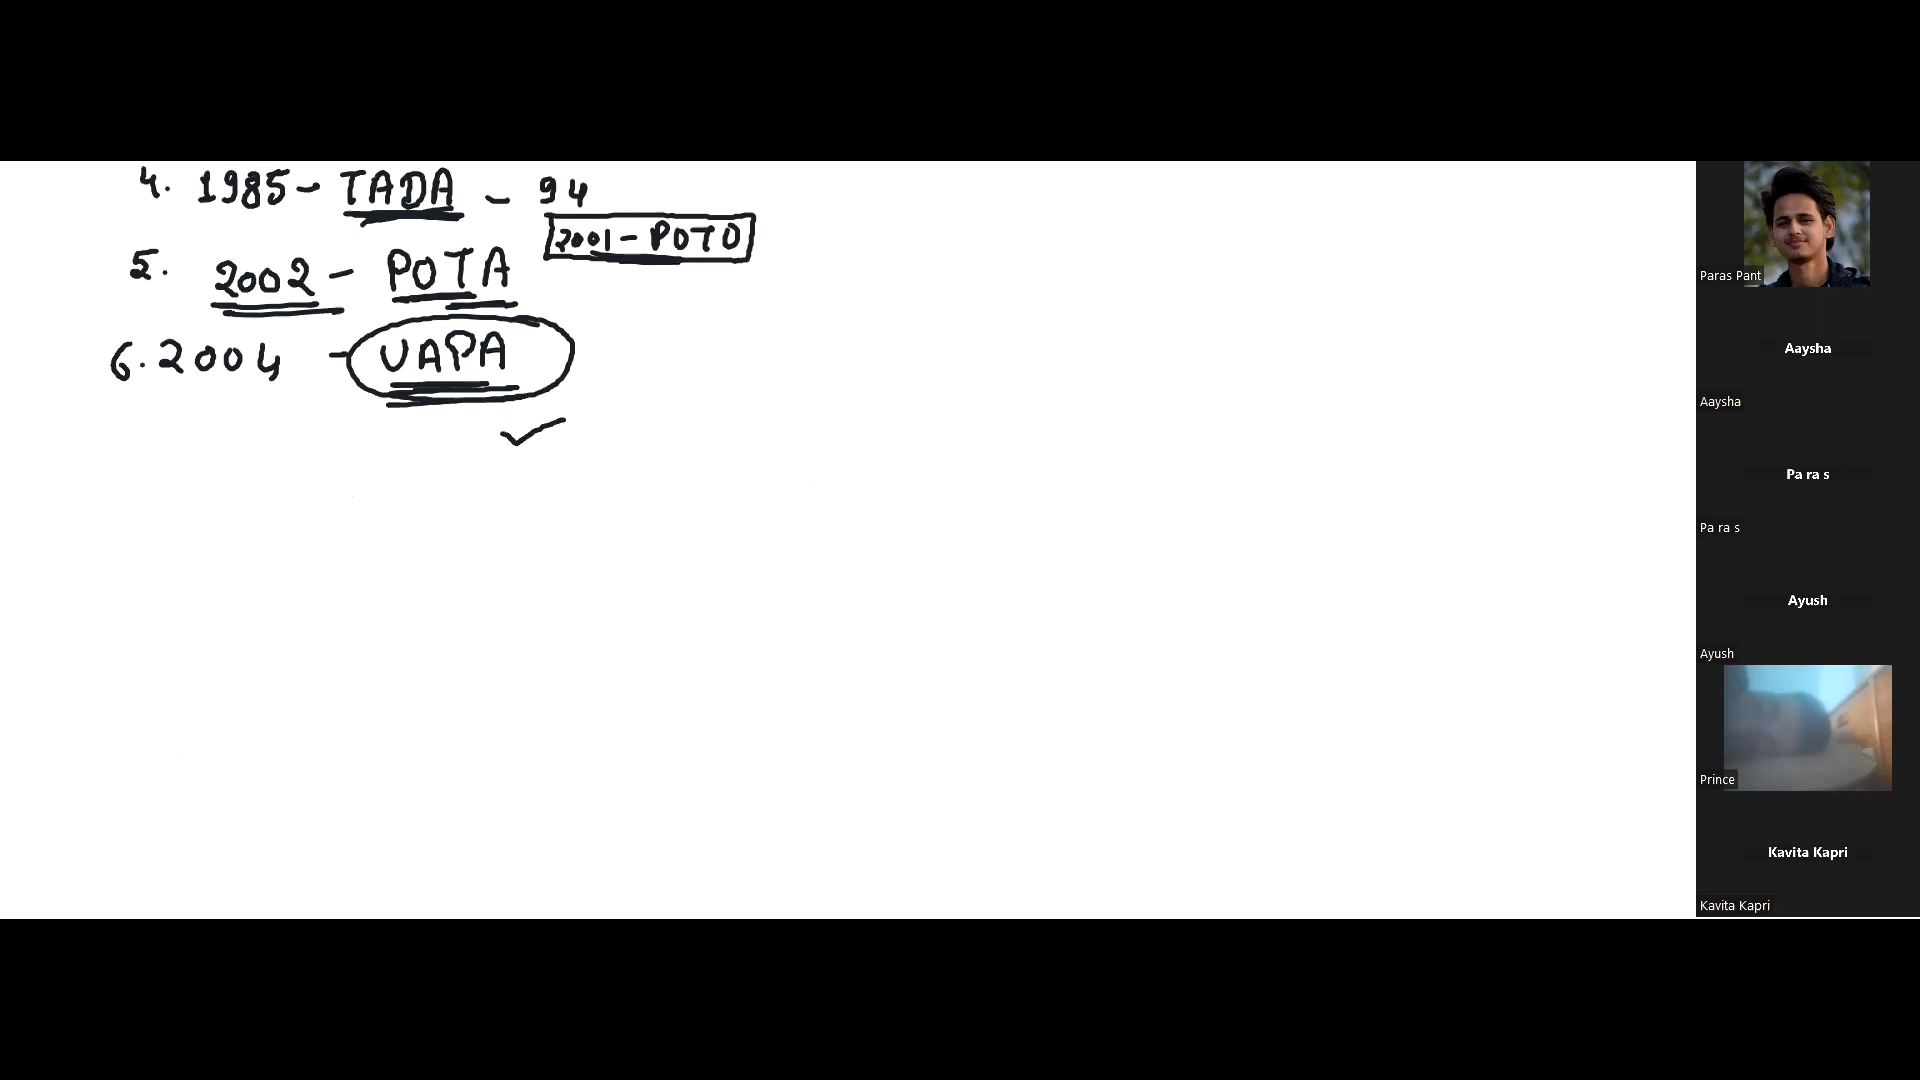 4. 1985 - TADA - 94
2001 - POTO
5. 2002 - POTA
6. 2004 - UAPA
Paras Pant
Aaysha
Aaysha
Pa ra s
Pa ra s
Ayush
Ayush
Prince
Kavita Kapri
Kavita Kapri